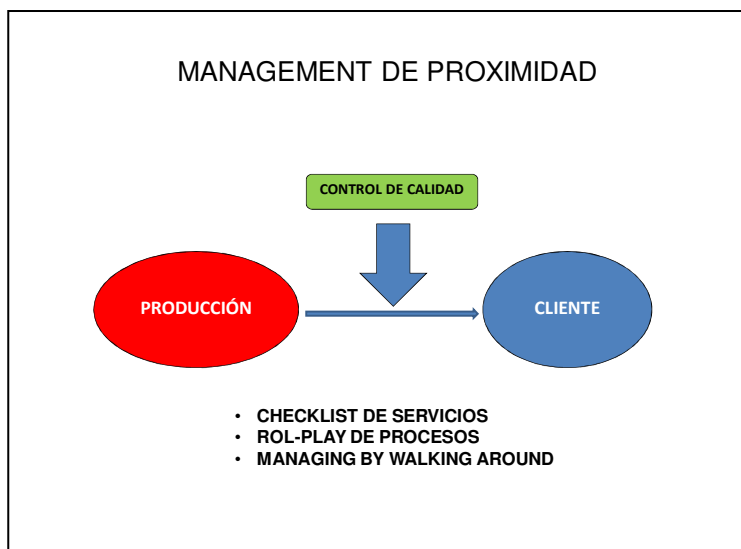 MANAGEMENT DE PROXIMIDAD
CONTROL DE CALIDAD
PRODUCCIÓN
CLIENTE
• CHECKLIST DE SERVICIOS
• ROL-PLAY DE PROCESOS
• MANAGING BY WALKING AROUND